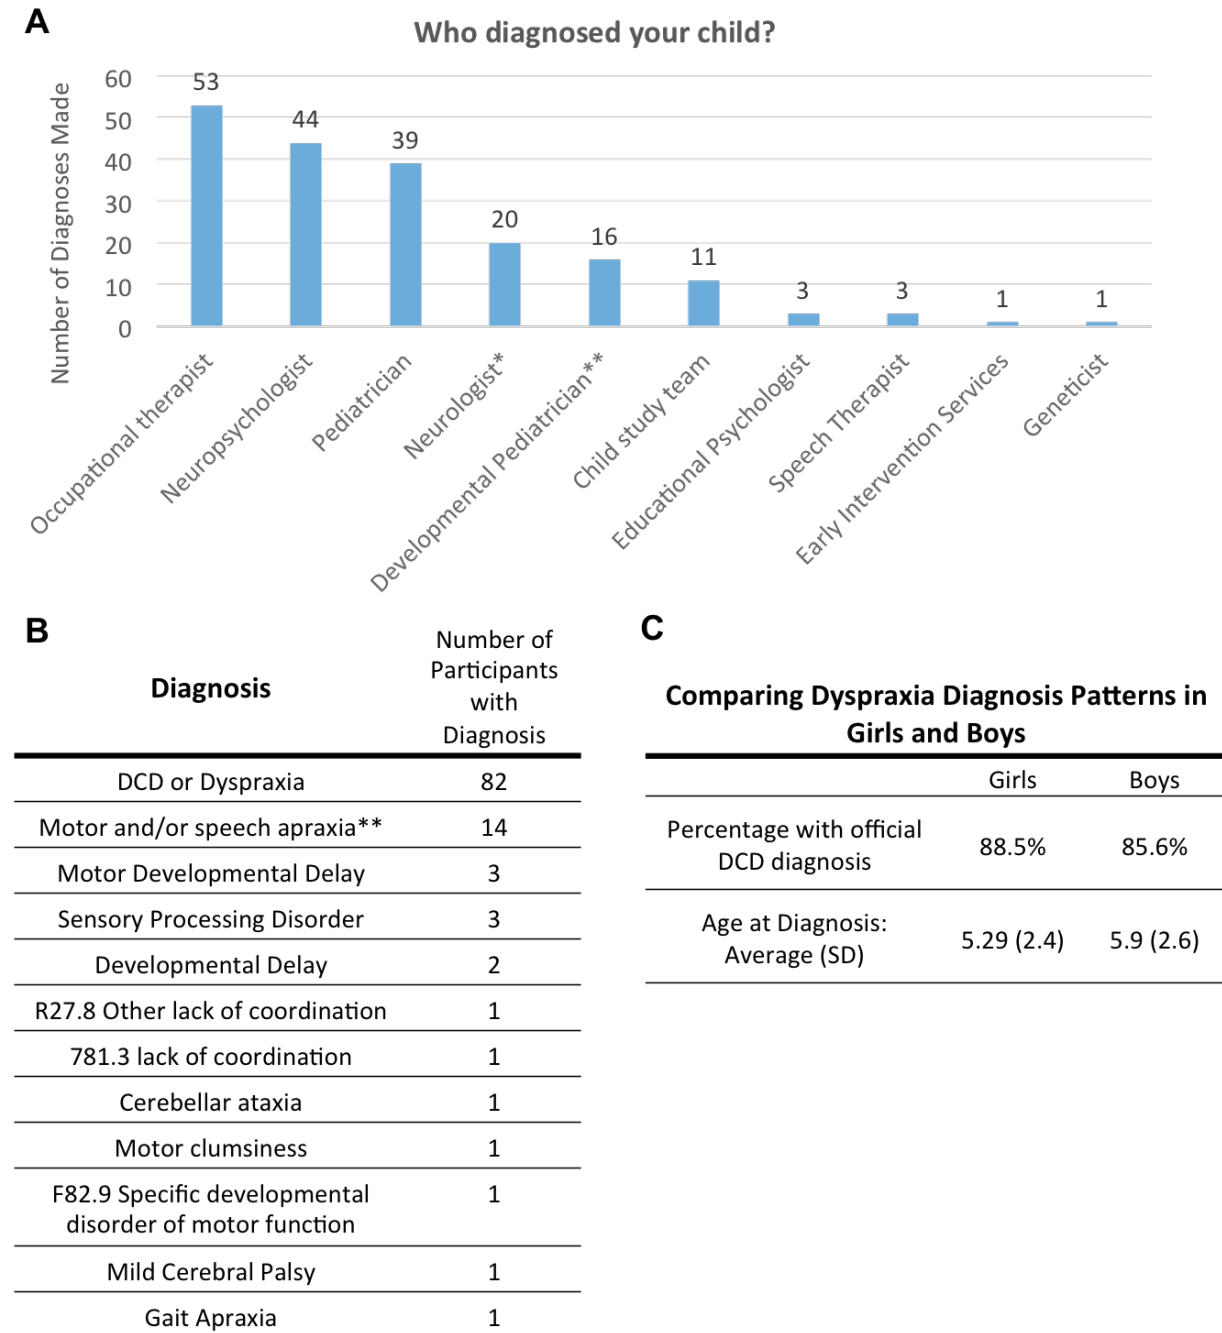 A
Who diagnosed your child?
Number of Diagnoses Made
60
50
40
30
20
10
0
53
44
39
20
16
11
3
3
1
1
Occupational therapist
Neuropsychologist
Pediatrician
Neurologist*
Developmental Pediatrician**
Child study team
Educational Psychologist
Speech Therapist
Early Intervention Services
Geneticist
B
Diagnosis
Number of
Participants
with
Diagnosis
DCD or Dyspraxia 82
Motor and/or speech apraxia** 14
Motor Developmental Delay 3
Sensory Processing Disorder 3
Developmental Delay 2
R27.8 Other lack of coordination 1
781.3 lack of coordination 1
Cerebellar ataxia 1
Motor clumsiness 1
F82.9 Specific developmental 1
disorder of motor function
Mild Cerebral Palsy 1
Gait Apraxia 1
C
Comparing Dyspraxia Diagnosis Patterns in
Girls and Boys
Girls Boys
Percentage with official
DCD diagnosis
88.5% 85.6%
Age at Diagnosis:
Average (SD)
5.29 (2.4) 5.9 (2.6)